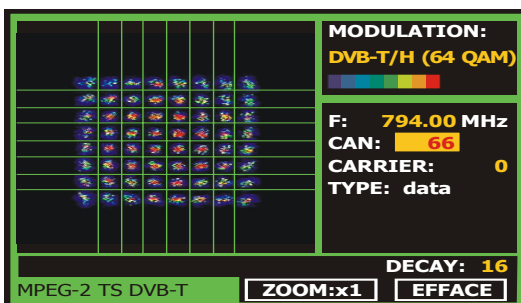 MODULATION:
DVB-T/H (64 QAM)
F: 794.00 MHz
CAN: 66
CARRIER: 0
TYPE: data
DECAY: 16
MPEG-2 TS DVB-T ZOOM:x1 EFFACE